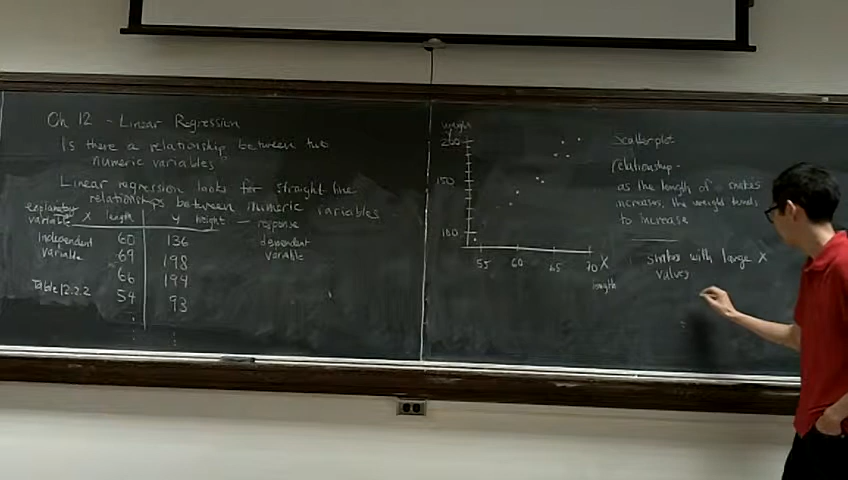 Ch 12 - Linear Regression
Is there a relationship between two
numeric variables?
Linear regression looks for straight line
relationships between numeric variables
explanatory
variable X length Y height - response
Independent 60 136 dependent
variable 69 198 variable
66 194
Table 12.2.2 54 93
weight
Y
200
150
100
55 60 65 70 X
length
Scatterplot
relationship -
as the length of snakes
increases, the weight tends
to increase
snakes with large X
values